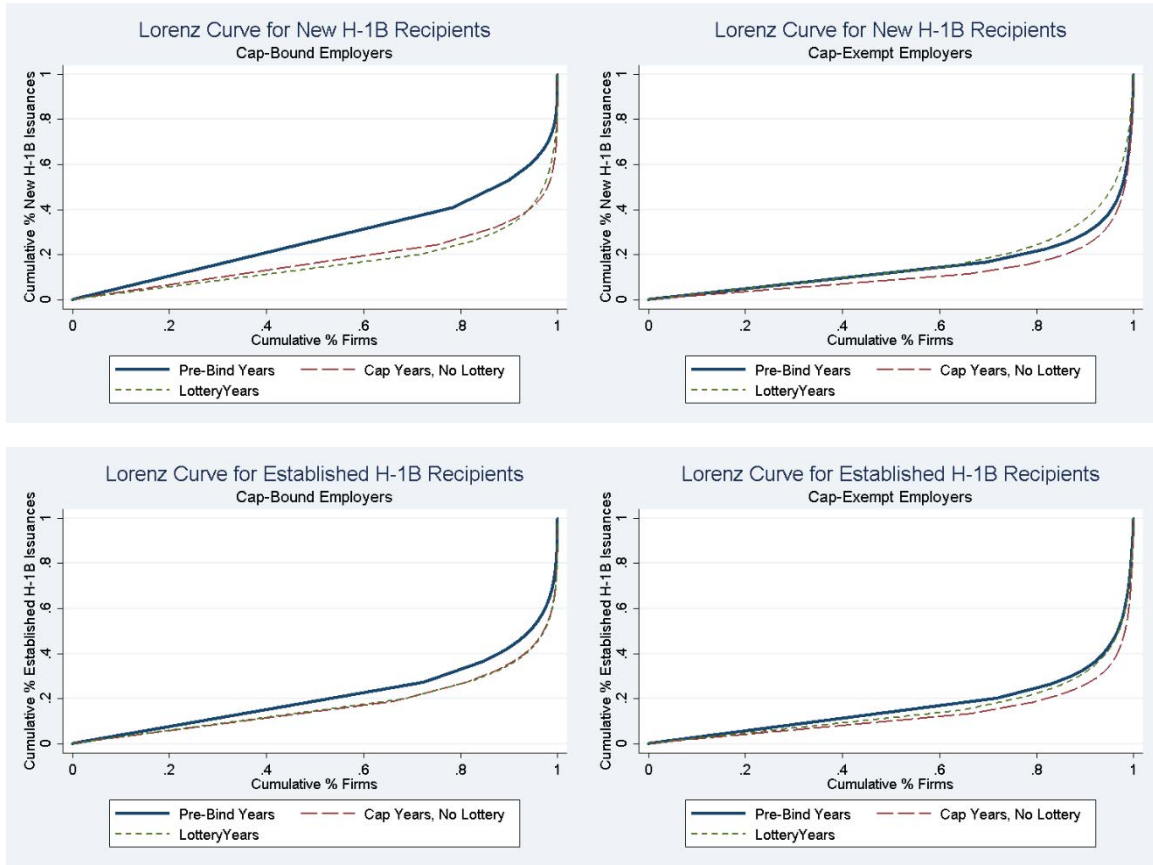 Lorenz Curve for New H-1B Recipients
Cap-Bound Employers
Cumulative % New H-1B Issuances
0 .2 .4 .6 .8 1
0 .2 .4 .6 .8 1
Cumulative % Firms
Pre-Bind Years
Cap Years, No Lottery
LotteryYears
Lorenz Curve for New H-1B Recipients
Cap-Exempt Employers
Cumulative % New H-1B Issuances
0 .2 .4 .6 .8 1
0 .2 .4 .6 .8 1
Cumulative % Firms
Pre-Bind Years
Cap Years, No Lottery
LotteryYears
Lorenz Curve for Established H-1B Recipients
Cap-Bound Employers
Cumulative % Established H-1B Issuances
0 .2 .4 .6 .8 1
0 .2 .4 .6 .8 1
Cumulative % Firms
Pre-Bind Years
Cap Years, No Lottery
LotteryYears
Lorenz Curve for Established H-1B Recipients
Cap-Exempt Employers
Cumulative % Established H-1B Issuances
0 .2 .4 .6 .8 1
0 .2 .4 .6 .8 1
Cumulative % Firms
Pre-Bind Years
Cap Years, No Lottery
LotteryYears